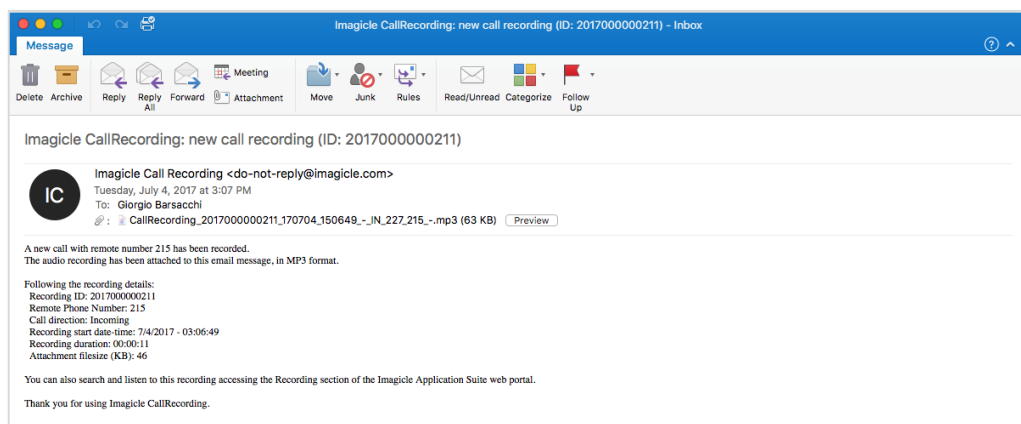 Imagicle CallRecording: new call recording (ID: 2017000000211) – Inbox
Message
Delete Archive Reply Reply All Forward Meeting Attachment Move Junk Rules Read/Unread Categorize Follow Up
Imagicle CallRecording: new call recording (ID: 2017000000211)
IC
Imagicle Call Recording <do-not-reply@imagicle.com>
Tuesday, July 4, 2017 at 3:07 PM
To: Giorgio Barsacchi
CallRecording_2017000000211_170704_150649_-_IN_227_215_-.mp3 (63 KB) Preview
A new call with remote number 215 has been recorded.
The audio recording has been attached to this email message, in MP3 format.
Following the recording details:
Recording ID: 2017000000211
Remote Phone Number: 215
Call direction: Incoming
Recording start date-time: 7/4/2017 - 03:06:49
Recording duration: 00:00:11
Attachment filesize (KB): 46
You can also search and listen to this recording accessing the Recording section of the Imagicle Application Suite web portal.
Thank you for using Imagicle CallRecording.